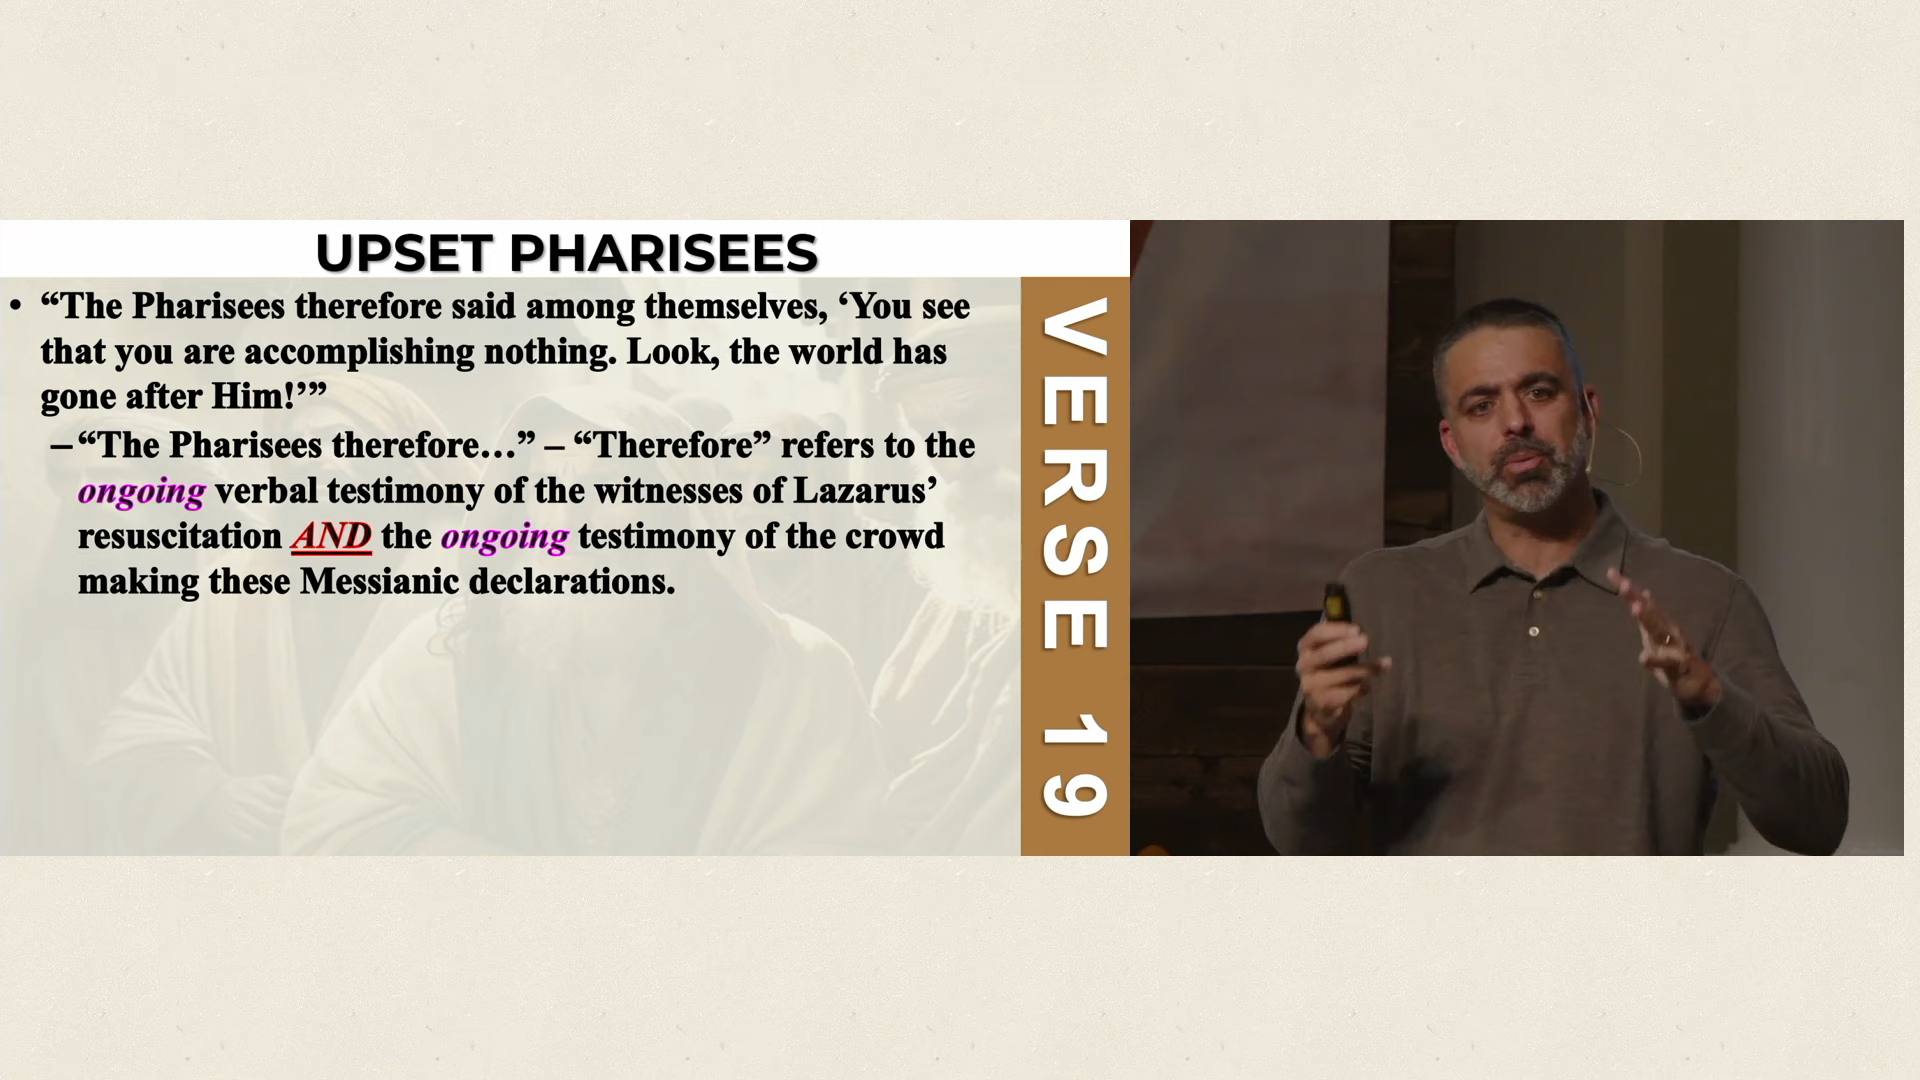 UPSET PHARISEES
• “The Pharisees therefore said among themselves, ‘You see
that you are accomplishing nothing. Look, the world has
gone after Him!’”
– “The Pharisees therefore…” – “Therefore” refers to the
ongoing verbal testimony of the witnesses of Lazarus’
resuscitation AND the ongoing testimony of the crowd
making these Messianic declarations.
VERSE 19